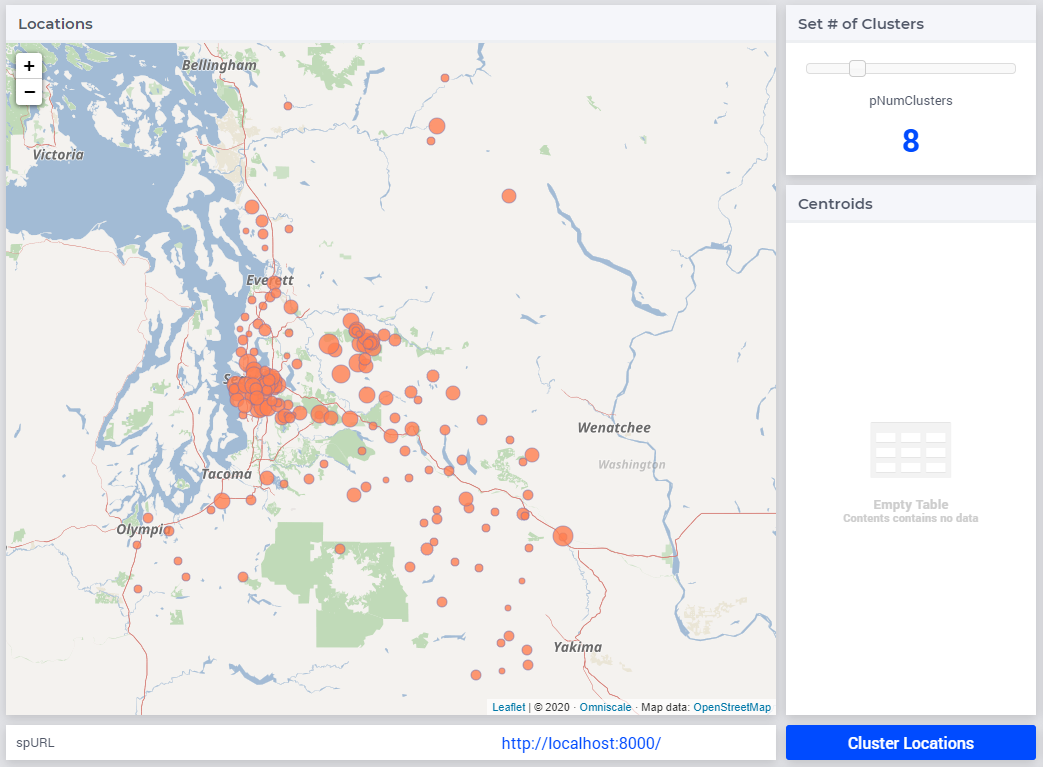 Locations
+
−
Bellingham
Victoria
Everett
Wenatchee
Washington
Tacoma
Yakima
Leaflet | © 2020 · Omniscale · Map data: OpenStreetMap
spURL
http://localhost:8000/
Set # of Clusters
pNumClusters
8
Centroids
Empty Table
Contents contains no data
Cluster Locations